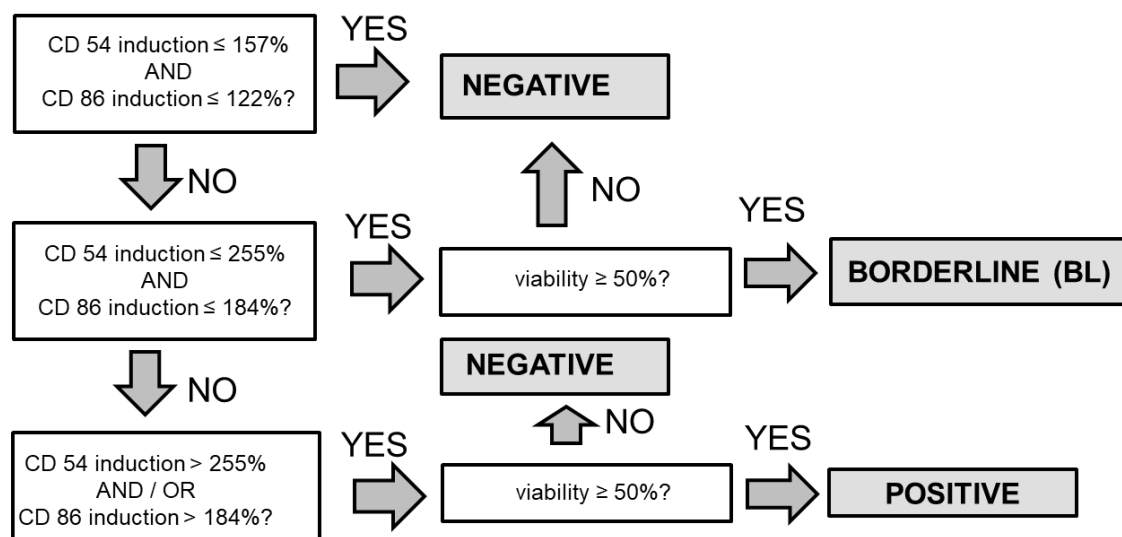 CD 54 induction ≤ 157%
AND
CD 86 induction ≤ 122%?
YES
NEGATIVE
NO
NO
CD 54 induction ≤ 255%
AND
CD 86 induction ≤ 184%?
YES
viability ≥ 50%?
YES
BORDERLINE (BL)
NEGATIVE
NO
NO
CD 54 induction > 255%
AND / OR
CD 86 induction > 184%?
YES
viability ≥ 50%?
YES
POSITIVE